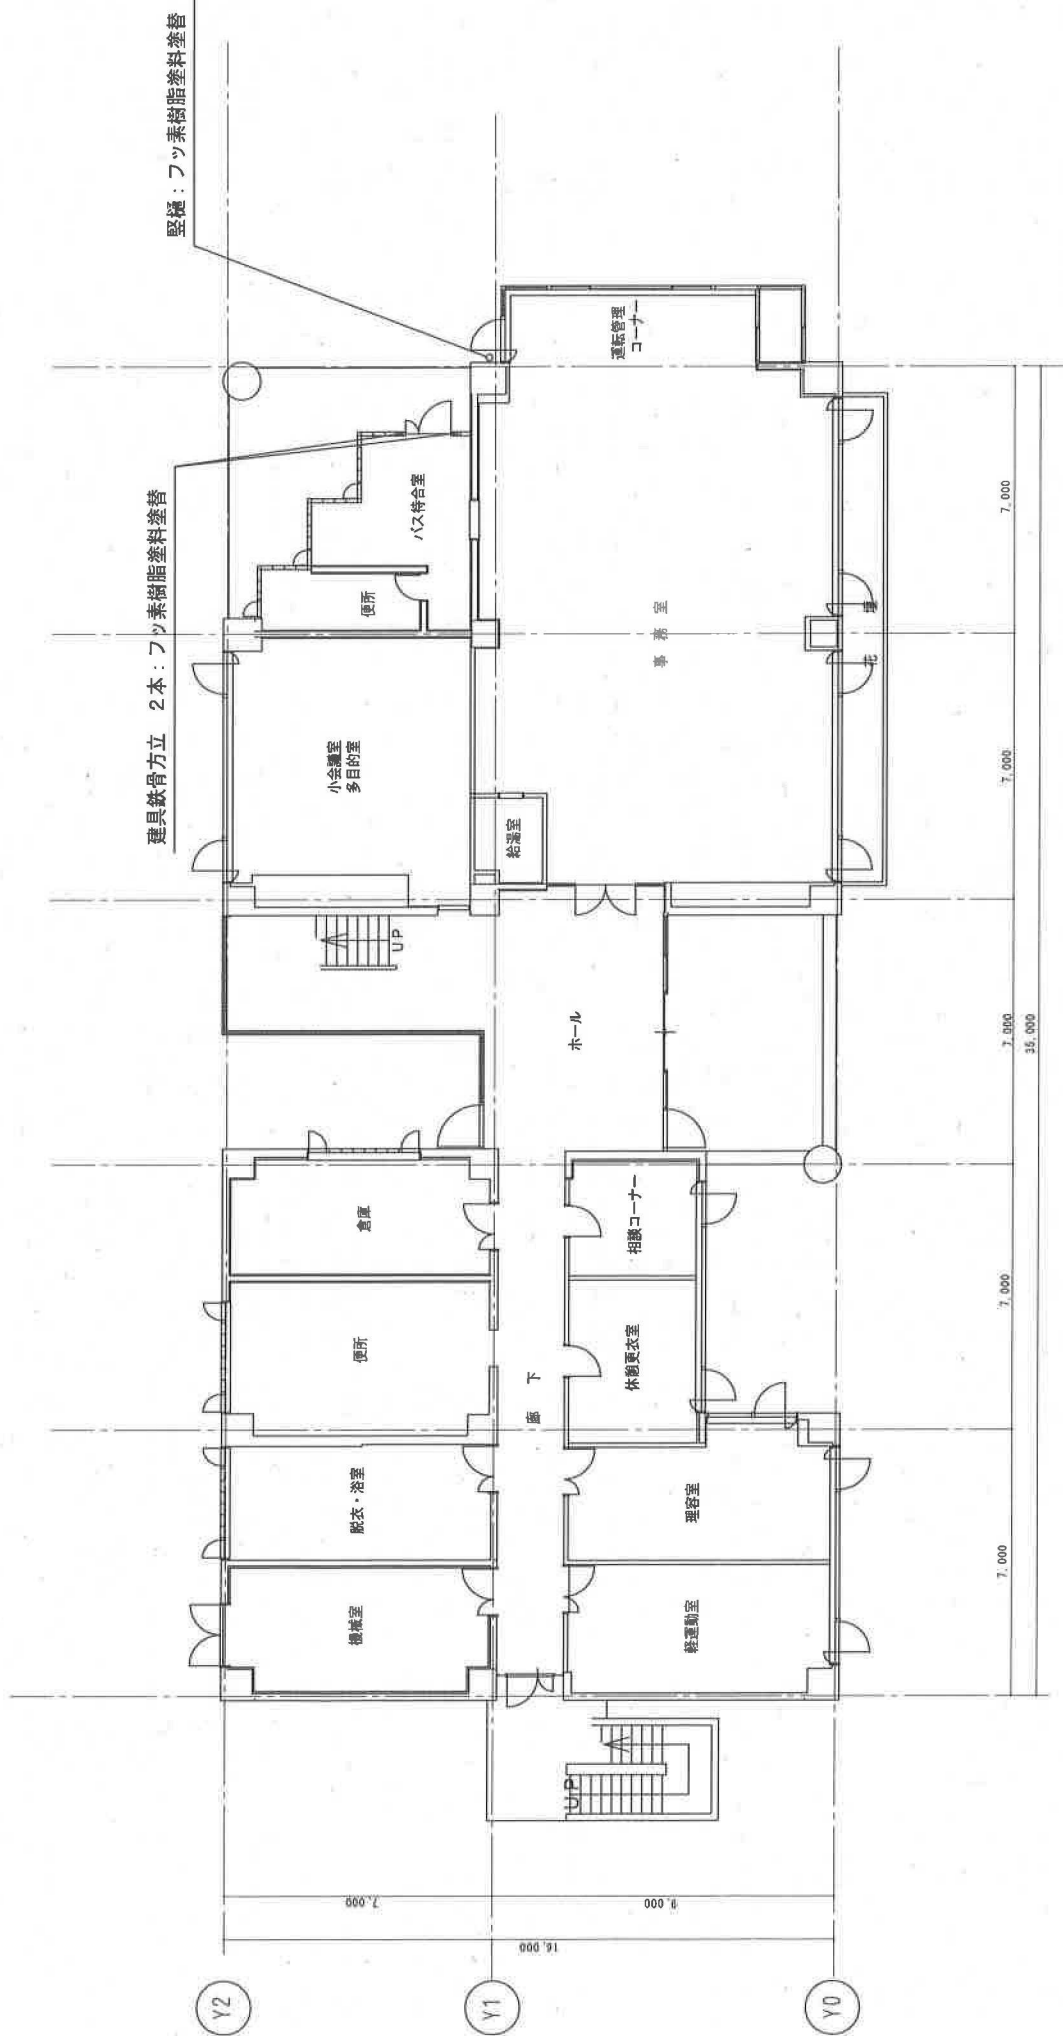 竪樋：フッ素樹脂塗料塗替
建具鉄骨方立　2本：フッ素樹脂塗料塗替
Y2
Y1
Y0
7,000
9,000
16,000
機械室
脱衣・浴室
便所
倉庫
UP
小会議室
多目的室
便所
バス待合室
廊　下
ホール
給湯室
事　務　室
運転管理
コーナー
UP
軽運動室
理容室
休憩更衣室
相談コーナー
花　壇
7,000
7,000
7,000
7,000
7,000
35,000